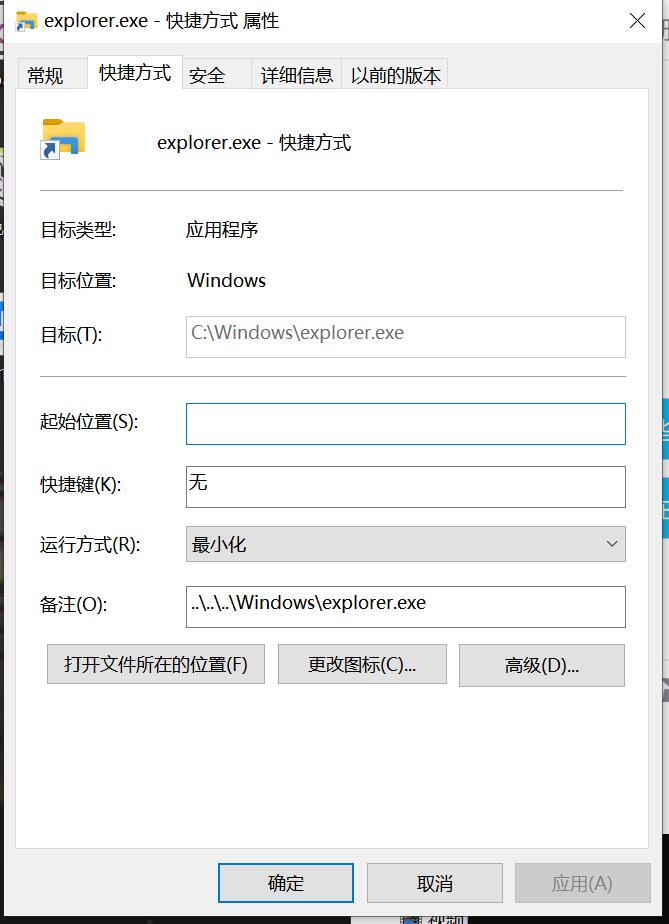 explorer.exe - 快捷方式 属性
常规 快捷方式 安全 详细信息 以前的版本
explorer.exe - 快捷方式
目标类型: 应用程序
目标位置: Windows
目标(T): C:\Windows\explorer.exe
起始位置(S):
快捷键(K): 无
运行方式(R): 最小化
备注(O): ..\..\..\Windows\explorer.exe
打开文件所在的位置(F) 更改图标(C)... 高级(D)...
确定 取消 应用(A)
视频